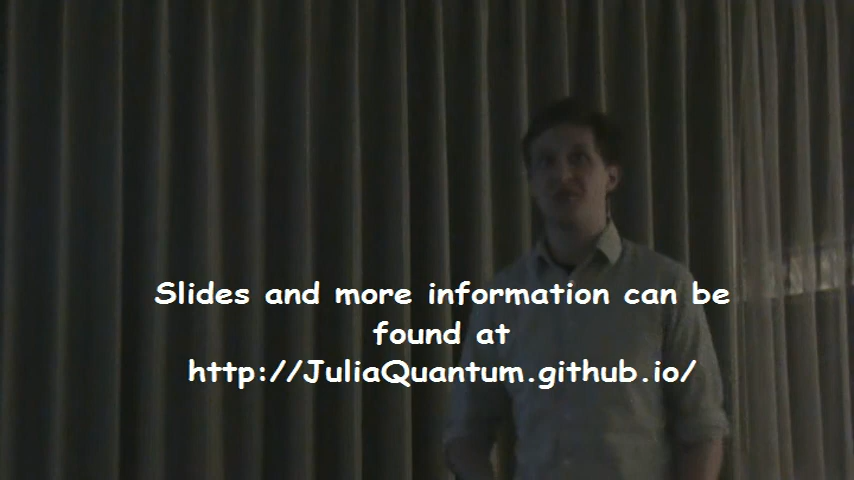 Slides and more information can be
found at
http://JuliaQuantum.github.io/